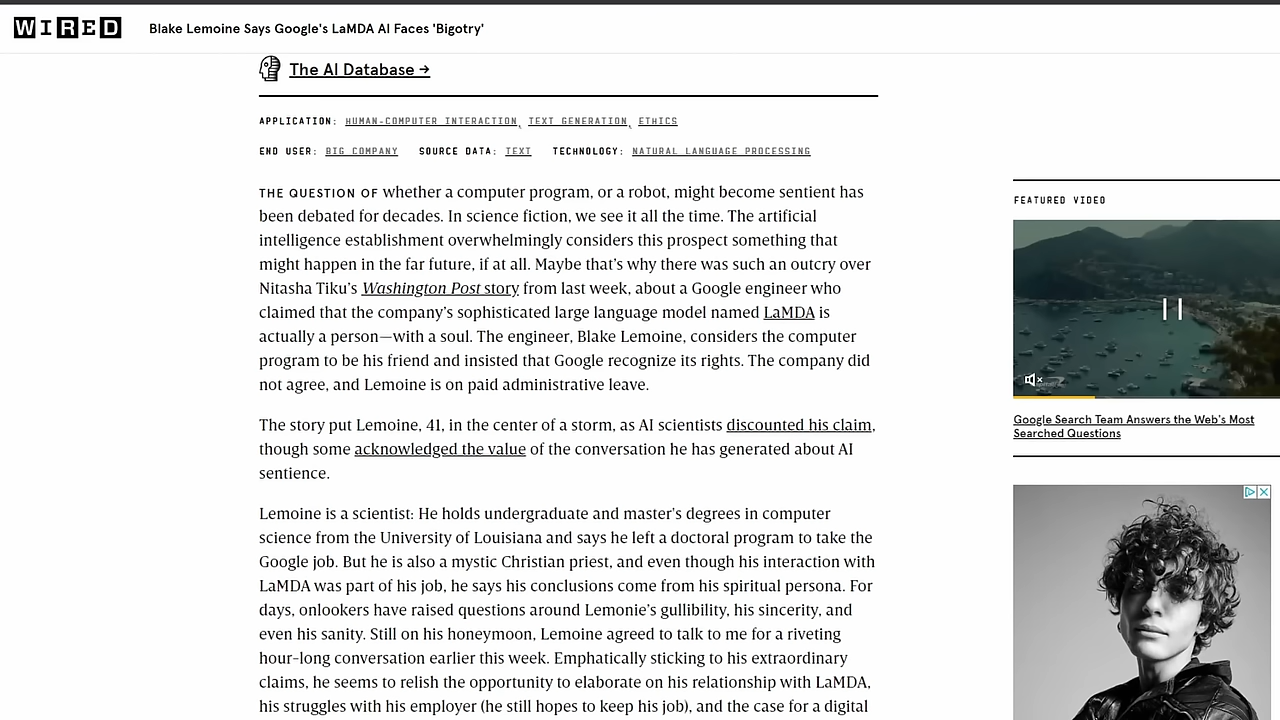 WIRED
Blake Lemoine Says Google's LaMDA AI Faces 'Bigotry'
The AI Database →
APPLICATION: HUMAN-COMPUTER INTERACTION, TEXT GENERATION, ETHICS
END USER: BIG COMPANY SOURCE DATA: TEXT TECHNOLOGY: NATURAL LANGUAGE PROCESSING
THE QUESTION OF whether a computer program, or a robot, might become sentient has
been debated for decades. In science fiction, we see it all the time. The artificial
intelligence establishment overwhelmingly considers this prospect something that
might happen in the far future, if at all. Maybe that's why there was such an outcry over
Nitasha Tiku's Washington Post story from last week, about a Google engineer who
claimed that the company's sophisticated large language model named LaMDA is
actually a person—with a soul. The engineer, Blake Lemoine, considers the computer
program to be his friend and insisted that Google recognize its rights. The company did
not agree, and Lemoine is on paid administrative leave.
The story put Lemoine, 41, in the center of a storm, as AI scientists discounted his claim,
though some acknowledged the value of the conversation he has generated about AI
sentience.
Lemoine is a scientist: He holds undergraduate and master's degrees in computer
science from the University of Louisiana and says he left a doctoral program to take the
Google job. But he is also a mystic Christian priest, and even though his interaction with
LaMDA was part of his job, he says his conclusions come from his spiritual persona. For
days, onlookers have raised questions around Lemonie's gullibility, his sincerity, and
even his sanity. Still on his honeymoon, Lemoine agreed to talk to me for a riveting
hour-long conversation earlier this week. Emphatically sticking to his extraordinary
claims, he seems to relish the opportunity to elaborate on his relationship with LaMDA,
his struggles with his employer (he still hopes to keep his job), and the case for a digital
FEATURED VIDEO
Google Search Team Answers the Web's Most
Searched Questions